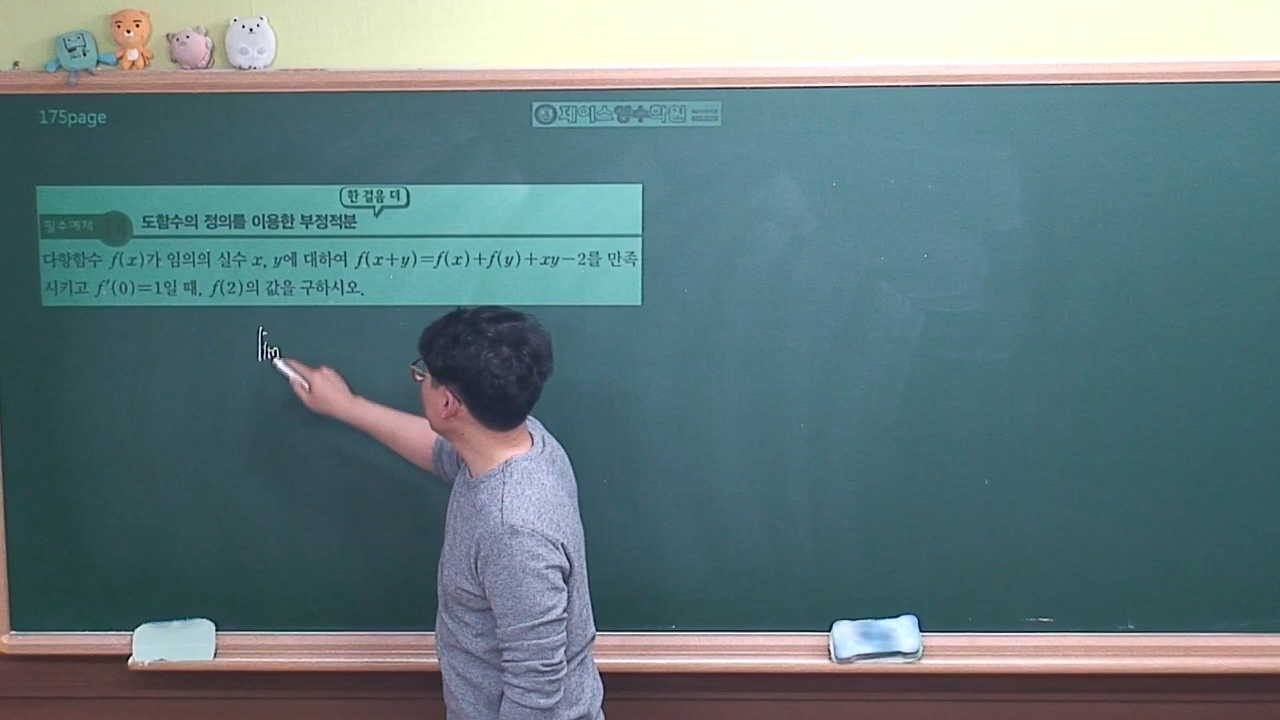 175page
제이스영수학원
한 걸음 더
필수예제 도함수의 정의를 이용한 부정적분
다항함수 f(x)가 임의의 실수 x, y에 대하여 f(x+y)=f(x)+f(y)+xy-2를 만족
시키고 f'(0)=1일 때, f(2)의 값을 구하시오.
lim